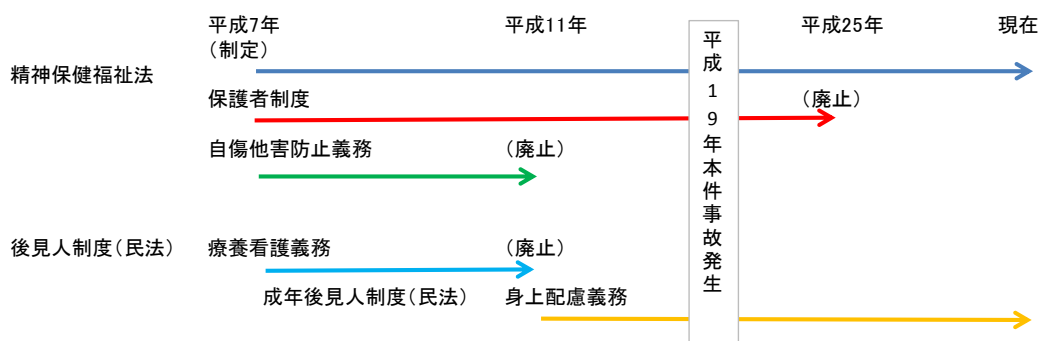 平成7年
(制定)
平成11年
平成25年
現在
精神保健福祉法
保護者制度
(廃止)
自傷他害防止義務
(廃止)
平成19年本件事故発生
後見人制度(民法)
療養看護義務
(廃止)
成年後見人制度(民法)
身上配慮義務